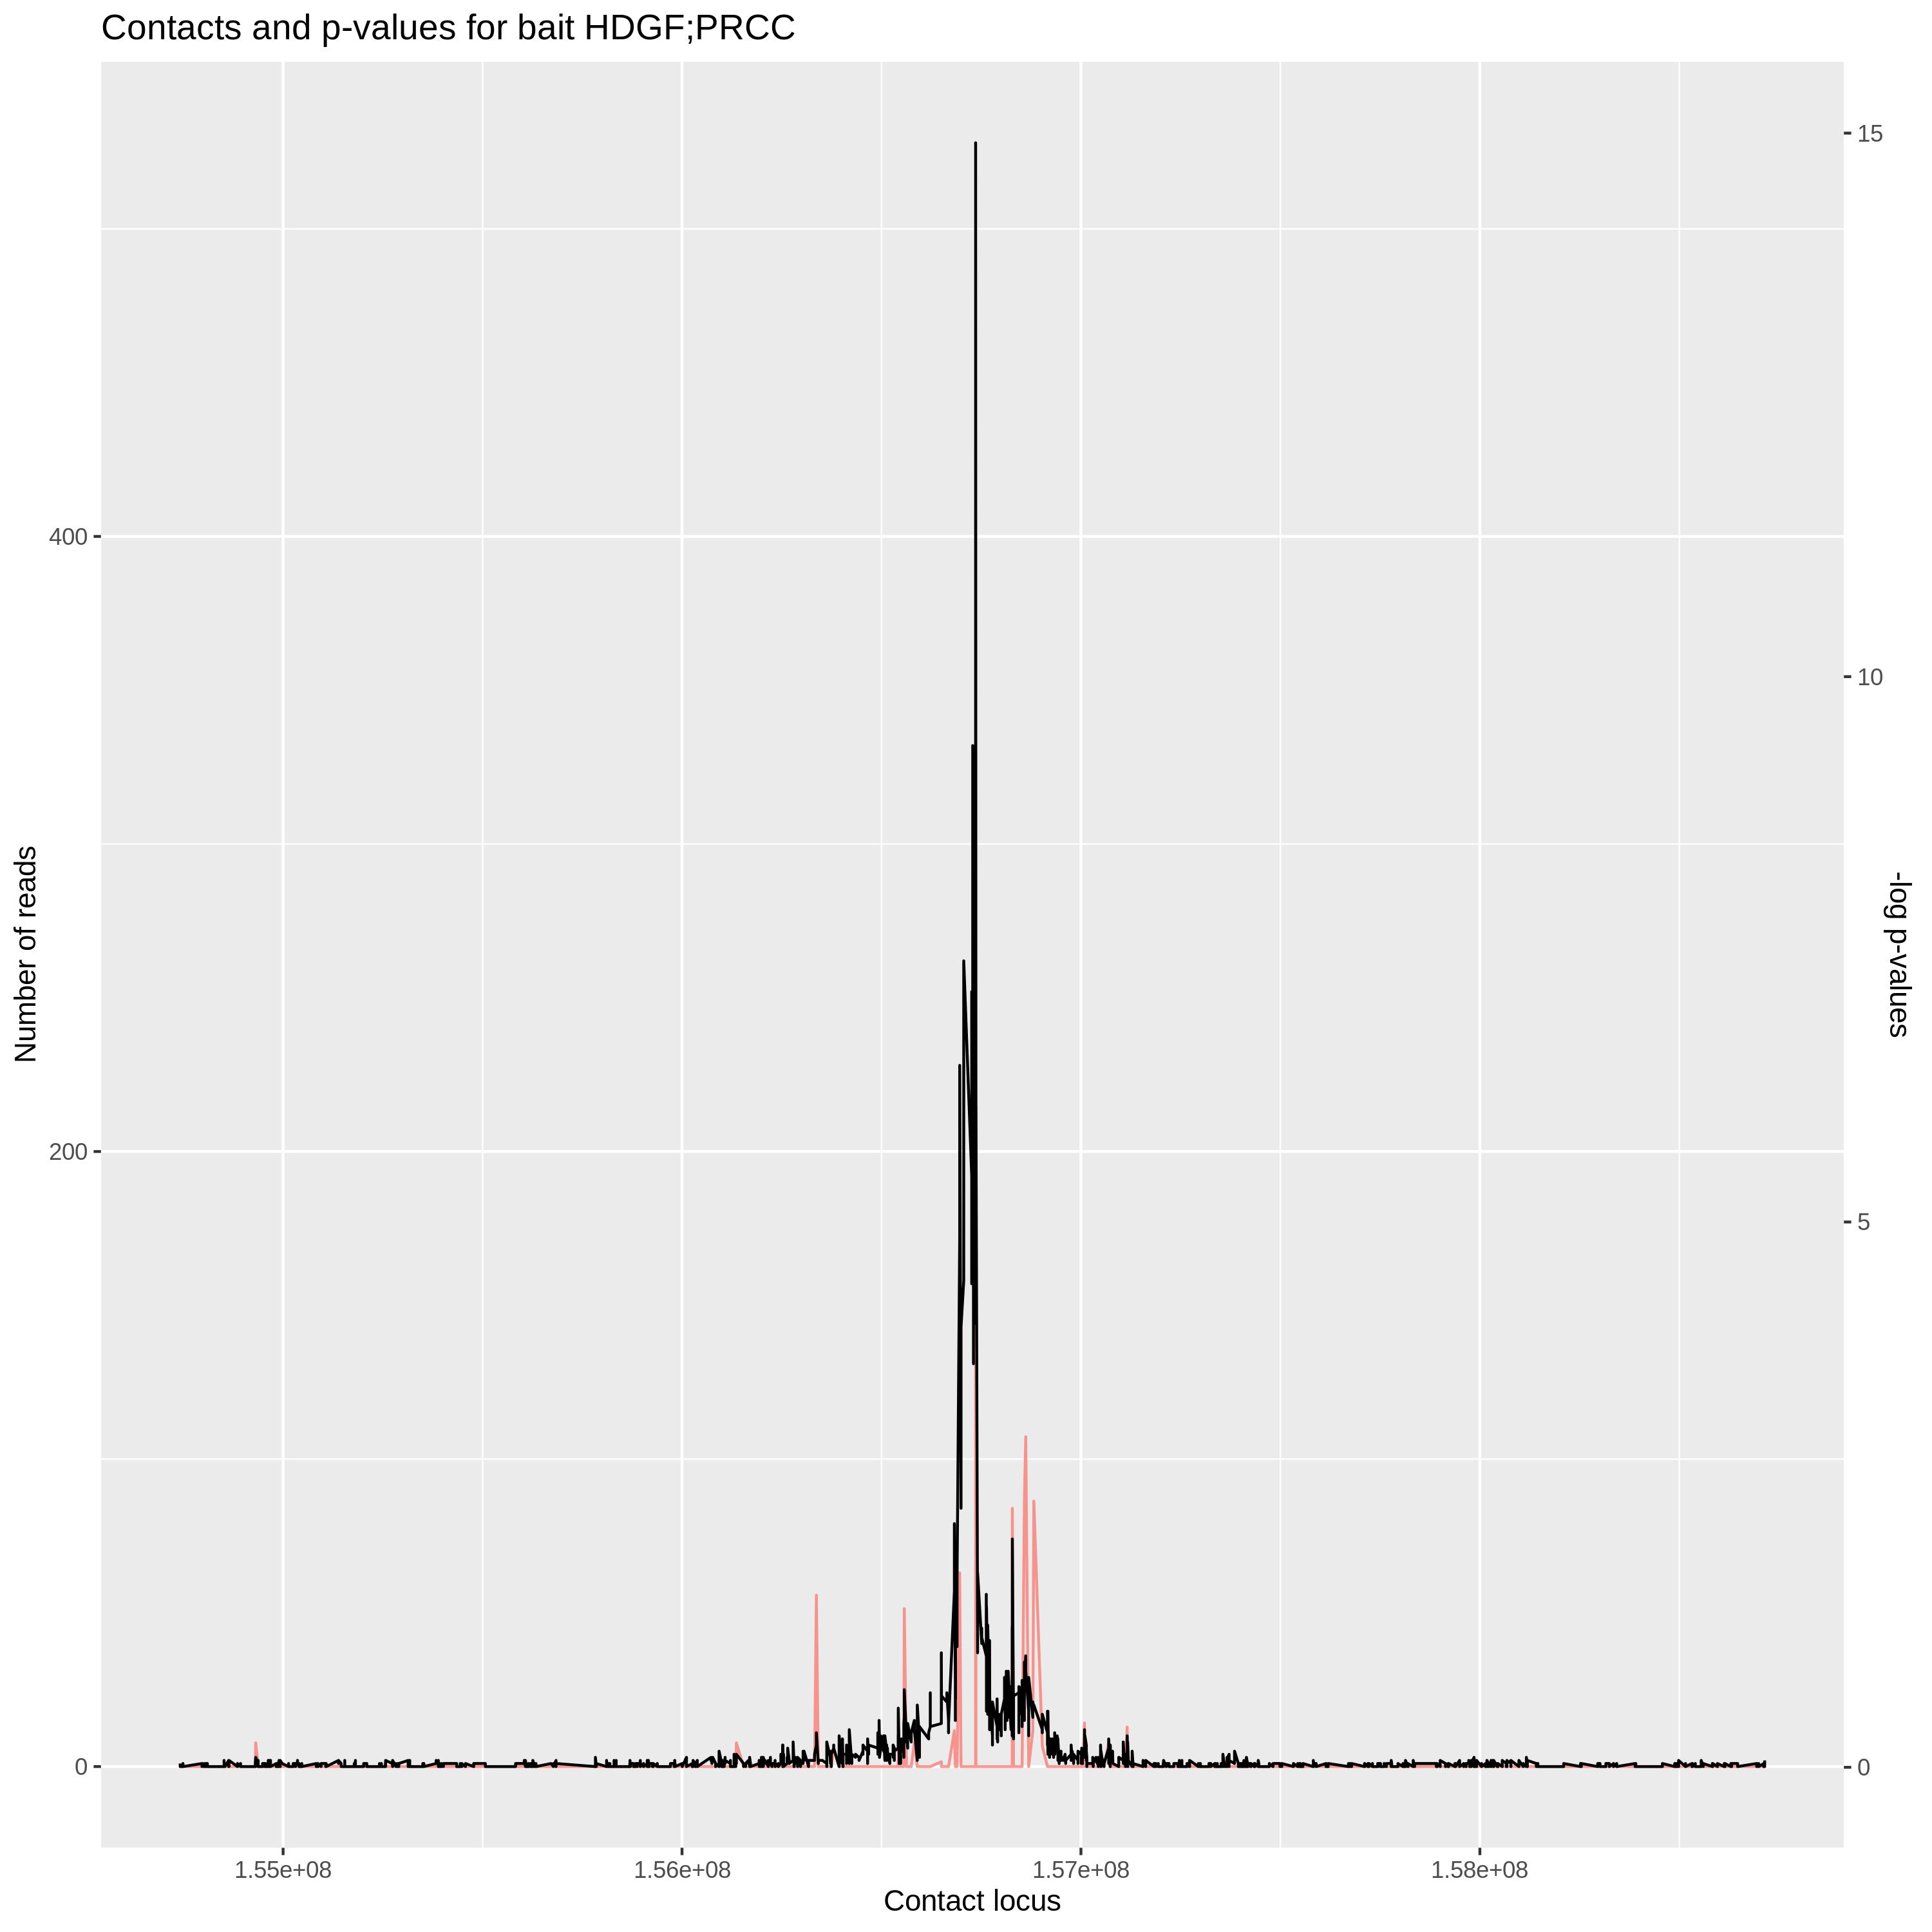 Contacts and p-values for bait HDGF;PRCC
15
400
10
Number of reads
-log p-values
200
5
0
0
1.55e+08
1.56e+08
1.57e+08
1.58e+08
Contact locus